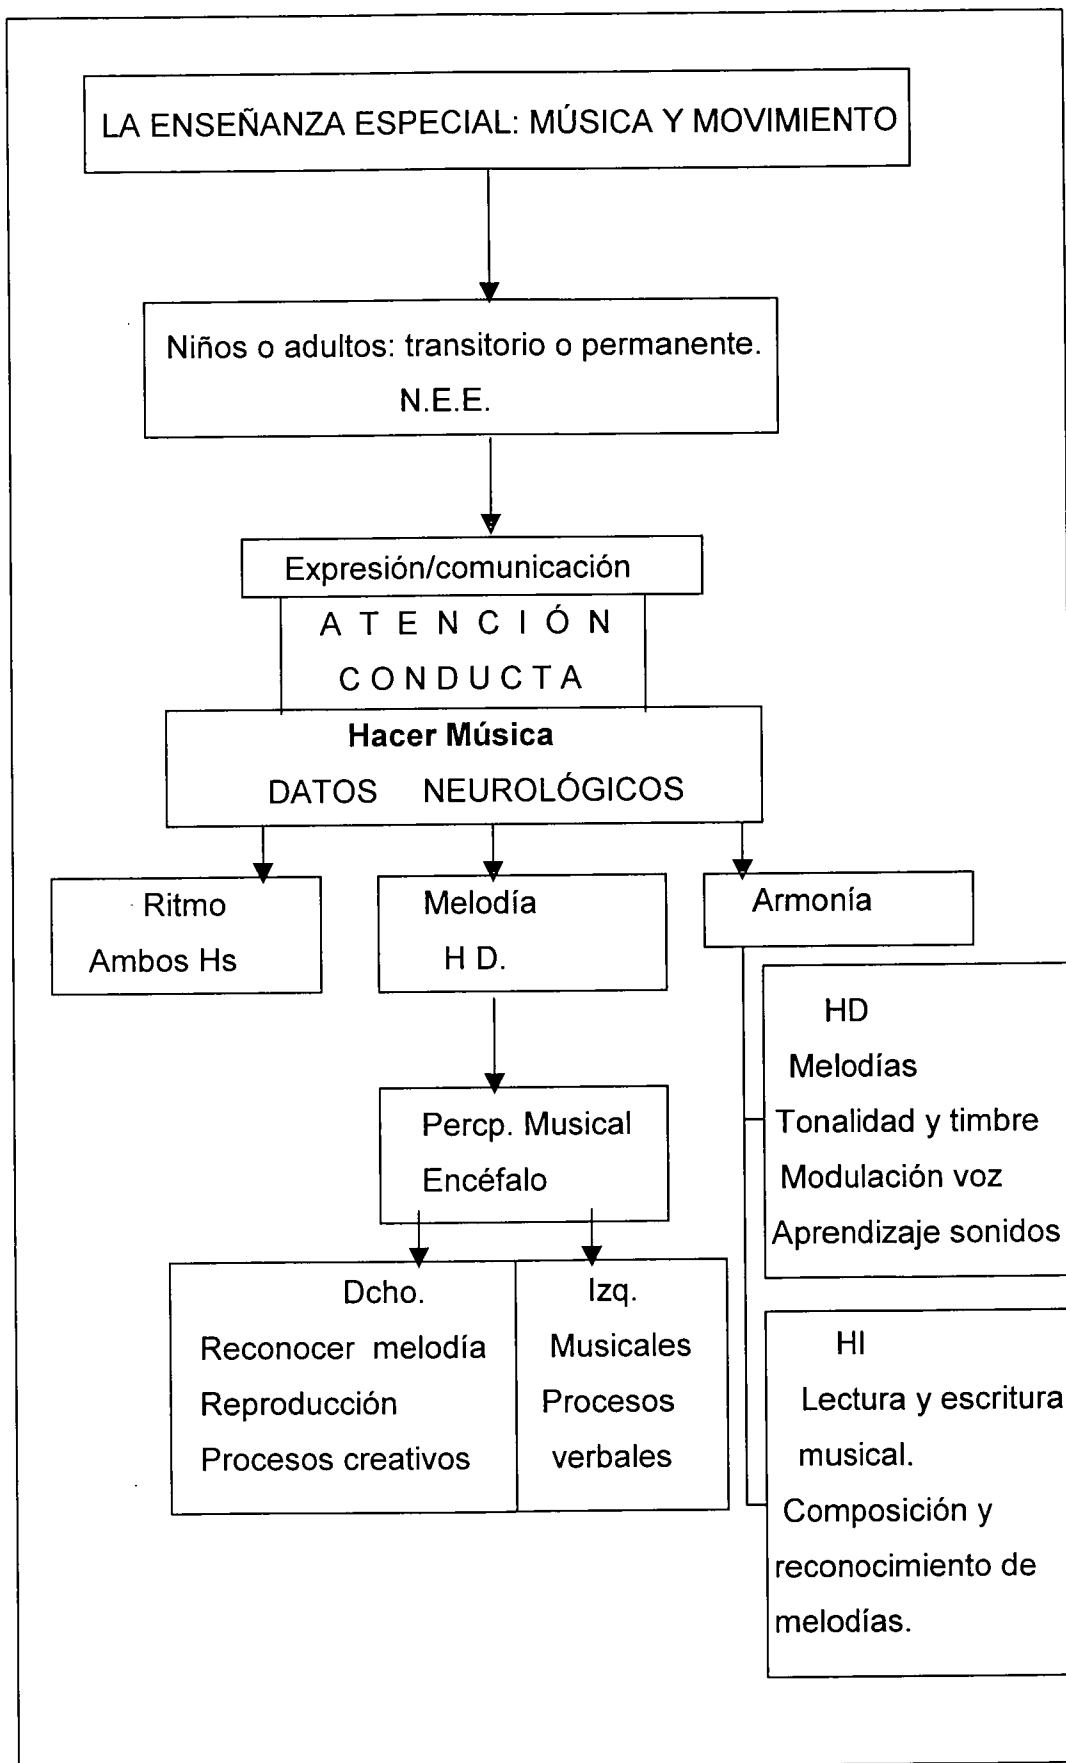 LA ENSEÑANZA ESPECIAL: MÚSICA Y MOVIMIENTO
Niños o adultos: transitorio o permanente.
N.E.E.
Expresión/comunicación
A T E N C I Ó N
C O N D U C T A
Hacer Música
DATOS NEUROLÓGICOS
Ritmo
Ambos Hs
Melodía
H D.
Armonía
HD
Melodías
Tonalidad y timbre
Modulación voz
Aprendizaje sonidos
Percp. Musical
Encéfalo
Dcho.
Reconocer melodía
Reproducción
Procesos creativos
Izq.
Musicales
Procesos
verbales
HI
Lectura y escritura
musical.
Composición y
reconocimiento de
melodías.